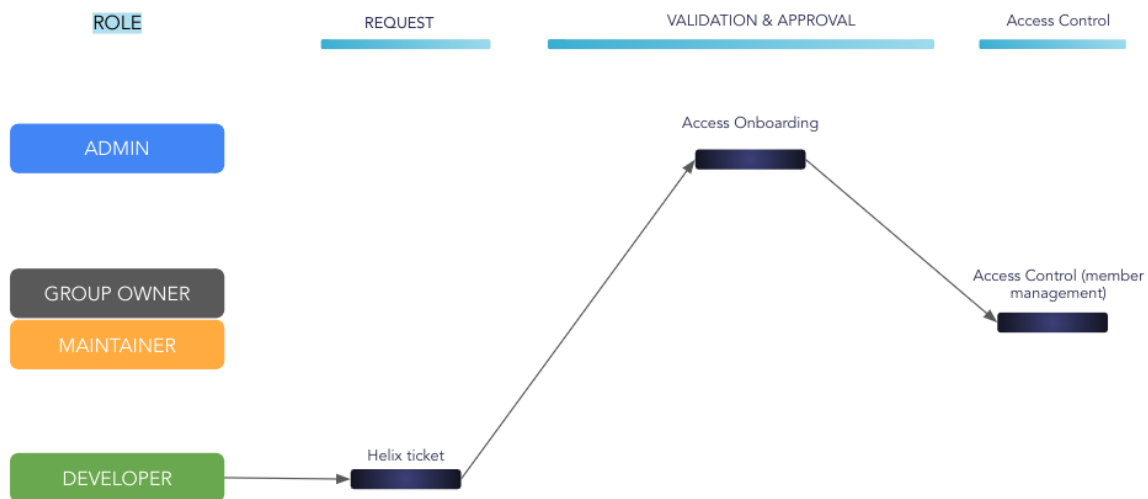 ROLE
REQUEST
VALIDATION & APPROVAL
Access Control
ADMIN
Access Onboarding
GROUP OWNER
Access Control (member
management)
MAINTAINER
Helix ticket
DEVELOPER